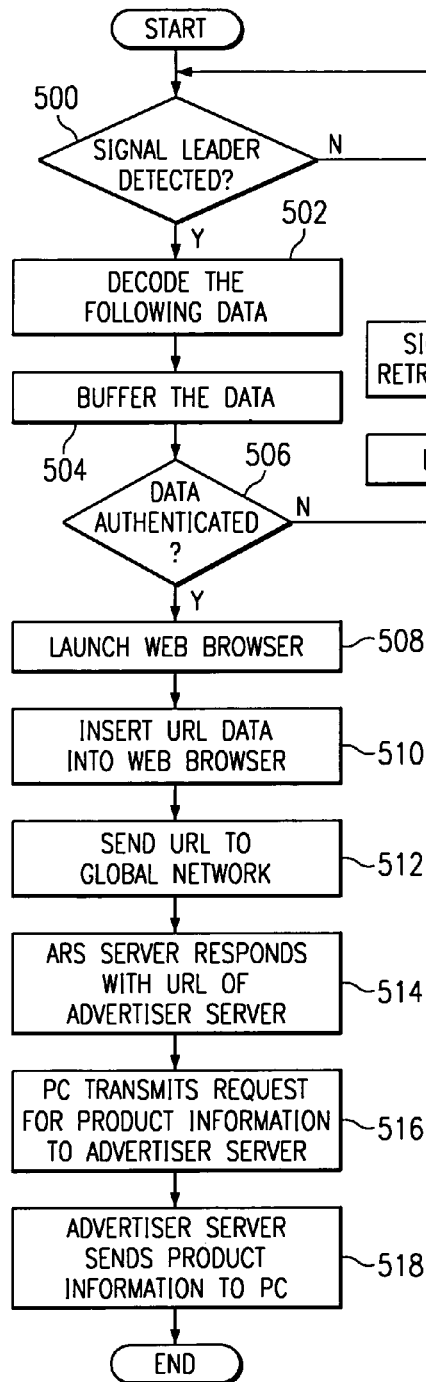 START
500
SIGNAL LEADER
DETECTED?
N
Y
502
DECODE THE
FOLLOWING DATA
BUFFER THE DATA
504
506
DATA
AUTHENTICATED
?
N
Y
LAUNCH WEB BROWSER
508
INSERT URL DATA
INTO WEB BROWSER
510
SEND URL TO
GLOBAL NETWORK
512
ARS SERVER RESPONDS
WITH URL OF
ADVERTISER SERVER
514
PC TRANSMITS REQUEST
FOR PRODUCT INFORMATION
TO ADVERTISER SERVER
516
ADVERTISER SERVER
SENDS PRODUCT
INFORMATION TO PC
518
END